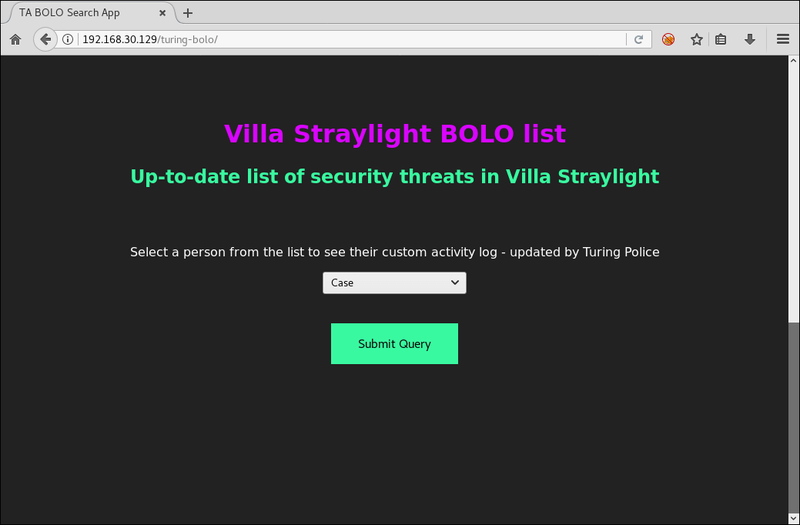 TA BOLO Search App
192.168.30.129/turing-bolo/
Villa Straylight BOLO list
Up-to-date list of security threats in Villa Straylight
Select a person from the list to see their custom activity log - updated by Turing Police
Case
Submit Query